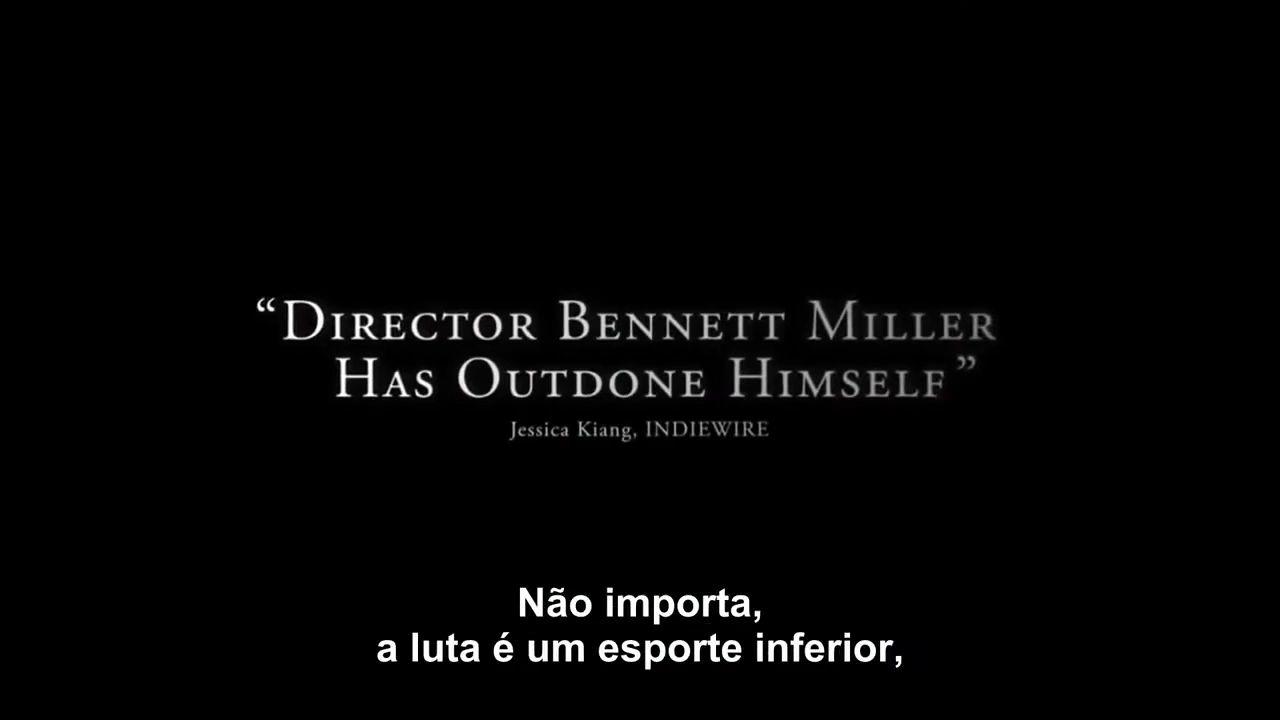 “Director Bennett Miller
Has Outdone Himself”
Jessica Kiang, INDIEWIRE
Não importa,
a luta é um esporte inferior,